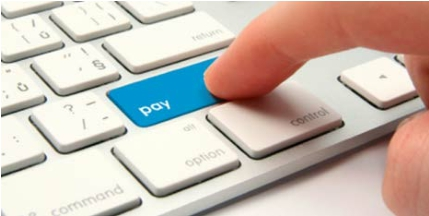 return
pay
alt
option
control
command